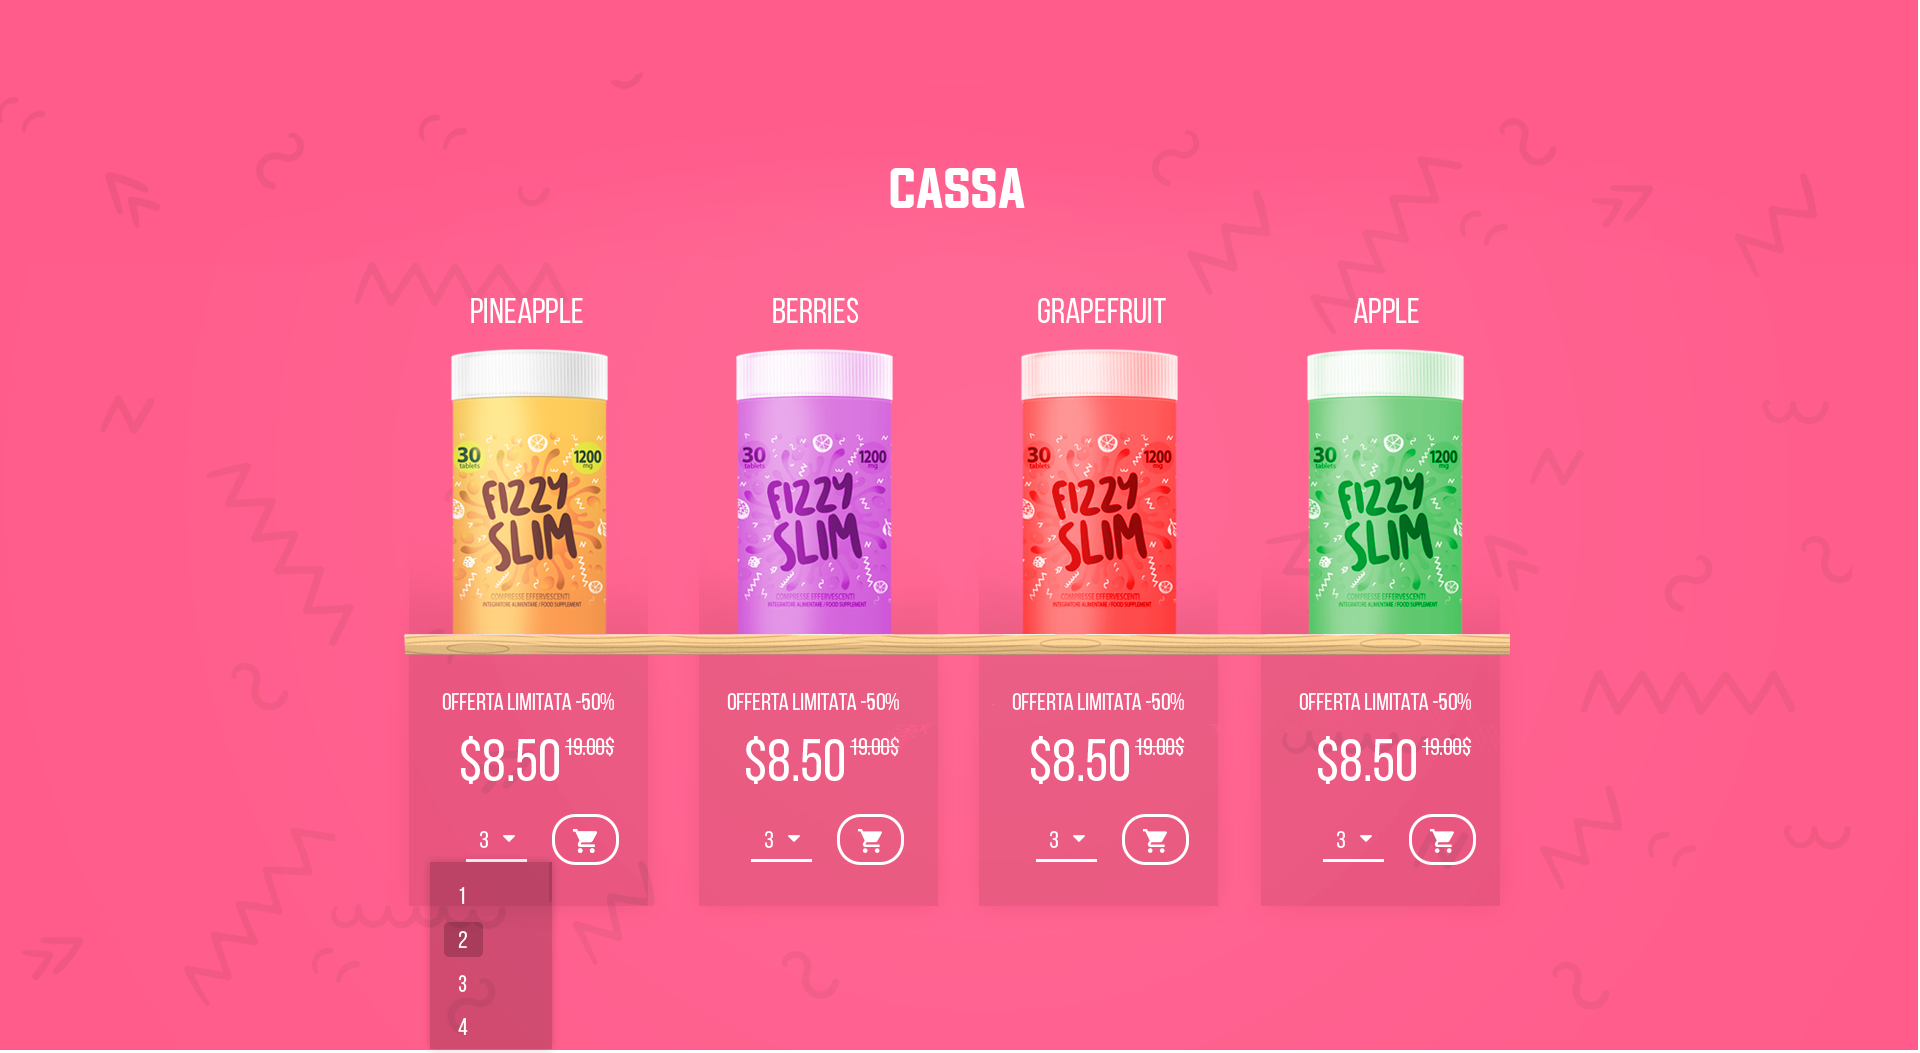 CASSA
PINEAPPLE
BERRIES
GRAPEFRUIT
APPLE
30 tablets
1200 mg
FIZZY
SLIM
COMPRESSE EFFERVESCENTI
INTEGRATORE ALIMENTARE / FOOD SUPPLEMENT
30 tablets
1200 mg
FIZZY
SLIM
COMPRESSE EFFERVESCENTI
INTEGRATORE ALIMENTARE / FOOD SUPPLEMENT
30 tablets
1200 mg
FIZZY
SLIM
COMPRESSE EFFERVESCENTI
INTEGRATORE ALIMENTARE / FOOD SUPPLEMENT
30 tablets
1200 mg
FIZZY
SLIM
COMPRESSE EFFERVESCENTI
INTEGRATORE ALIMENTARE / FOOD SUPPLEMENT
OFFERTA LIMITATA -50%
$8.50 19.00$
3
1
2
3
4
OFFERTA LIMITATA -50%
$8.50 19.00$
3
OFFERTA LIMITATA -50%
$8.50 19.00$
3
OFFERTA LIMITATA -50%
$8.50 19.00$
3